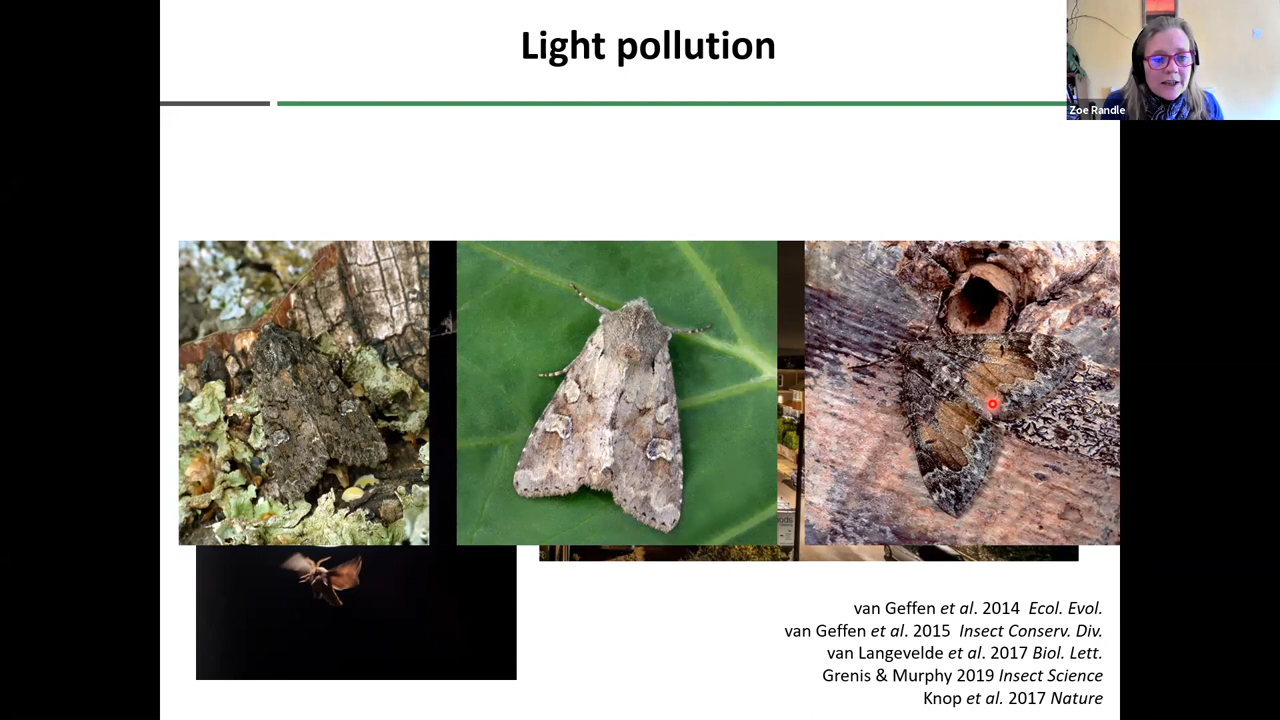 Light pollution
Zoe Randle
van Geffen et al. 2014 Ecol. Evol.
van Geffen et al. 2015 Insect Conserv. Div.
van Langevelde et al. 2017 Biol. Lett.
Grenis & Murphy 2019 Insect Science
Knop et al. 2017 Nature